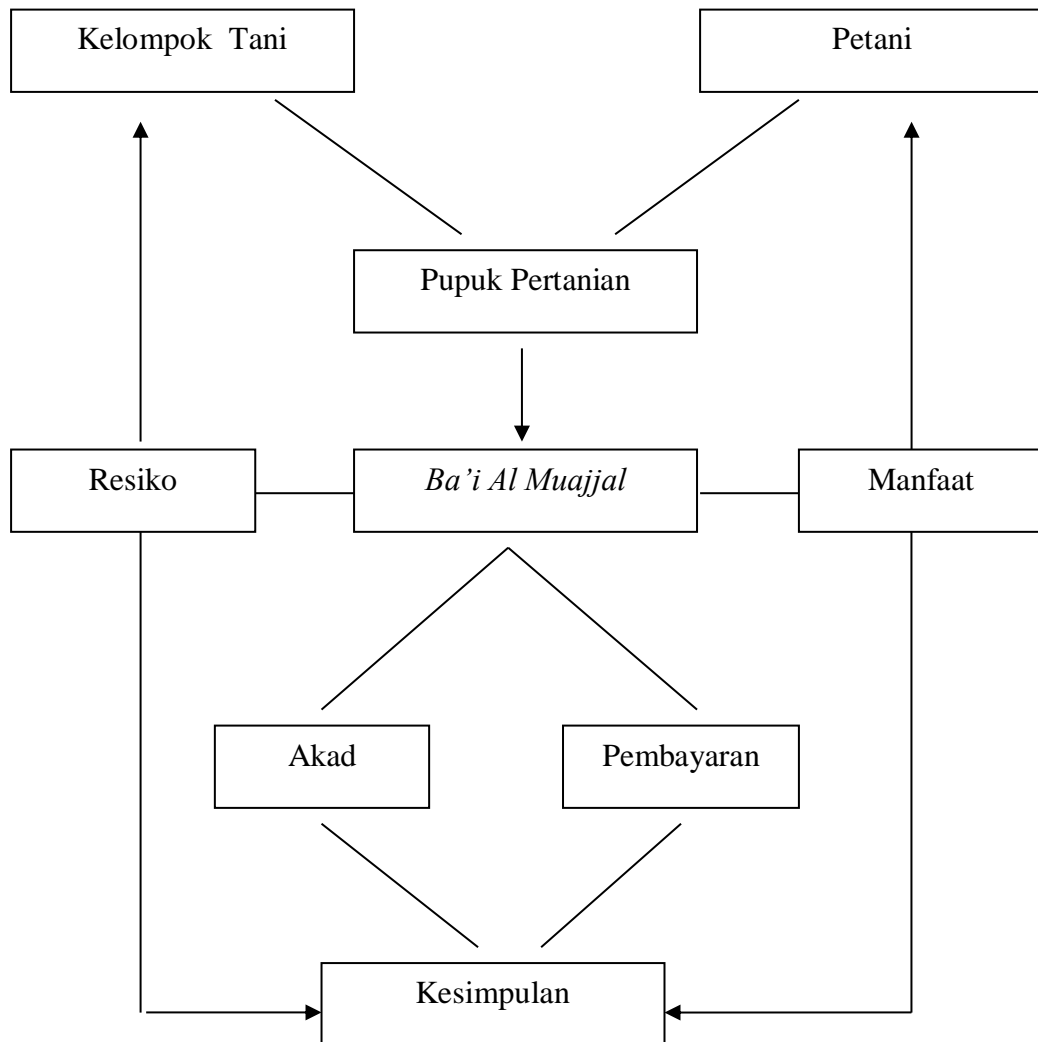 Kelompok Tani
Petani
Pupuk Pertanian
Resiko
Ba’i Al Muajjal
Manfaat
Akad
Pembayaran
Kesimpulan